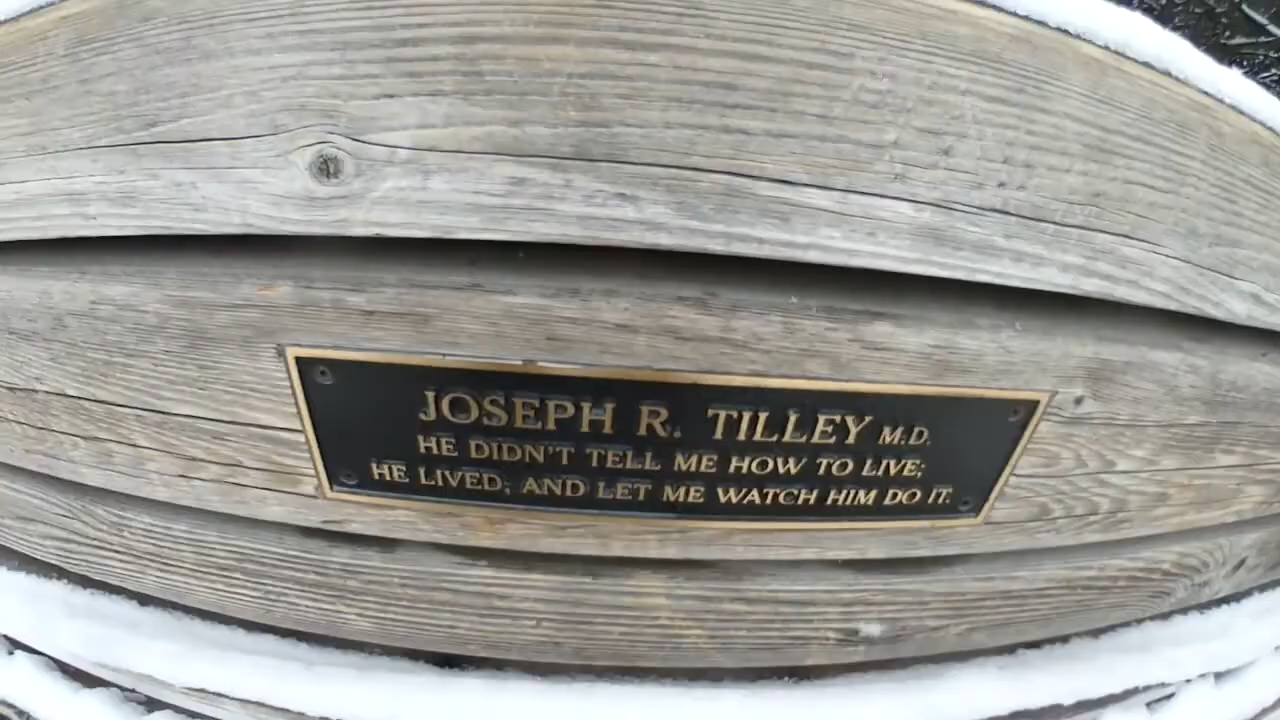 JOSEPH R. TILLEY M.D.
HE DIDN'T TELL ME HOW TO LIVE;
HE LIVED; AND LET ME WATCH HIM DO IT.